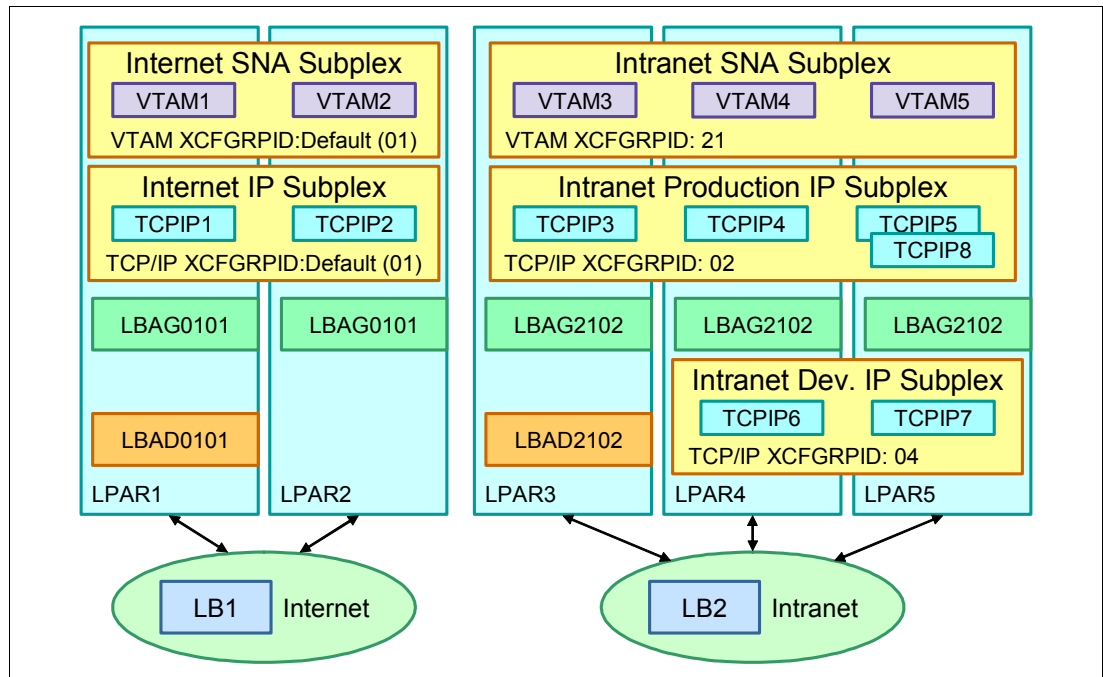 Internet SNA Subplex
VTAM1
VTAM2
VTAM XCFGRPID:Default (01)
Internet IP Subplex
TCPIP1
TCPIP2
TCP/IP XCFGRPID:Default (01)
LBAG0101
LBAG0101
LBAD0101
LPAR1
LPAR2
LB1
Internet
Intranet SNA Subplex
VTAM3
VTAM4
VTAM5
VTAM XCFGRPID: 21
Intranet Production IP Subplex
TCPIP3
TCPIP4
TCPIP5
TCPIP8
TCP/IP XCFGRPID: 02
LBAG2102
LBAG2102
LBAG2102
Intranet Dev. IP Subplex
TCPIP6
TCPIP7
TCP/IP XCFGRPID: 04
LBAD2102
LPAR3
LPAR4
LPAR5
LB2
Intranet